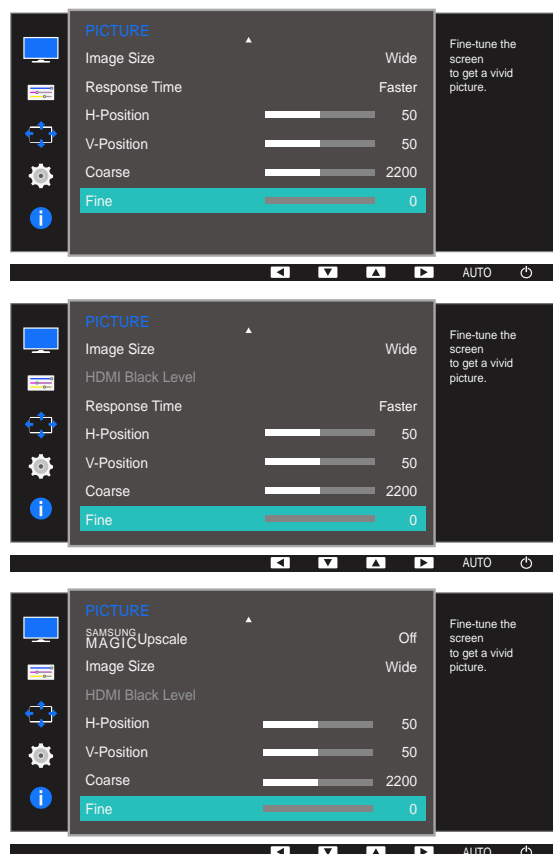 PICTURE
Image Size Wide
Response Time Faster
H-Position 50
V-Position 50
Coarse 2200
Fine 0
Fine-tune the
screen
to get a vivid
picture.
AUTO
PICTURE
Image Size Wide
HDMI Black Level
Response Time Faster
H-Position 50
V-Position 50
Coarse 2200
Fine 0
Fine-tune the
screen
to get a vivid
picture.
AUTO
PICTURE
SAMSUNG
MAGIC Upscale Off
Image Size Wide
HDMI Black Level
H-Position 50
V-Position 50
Coarse 2200
Fine 0
Fine-tune the
screen
to get a vivid
picture.
AUTO